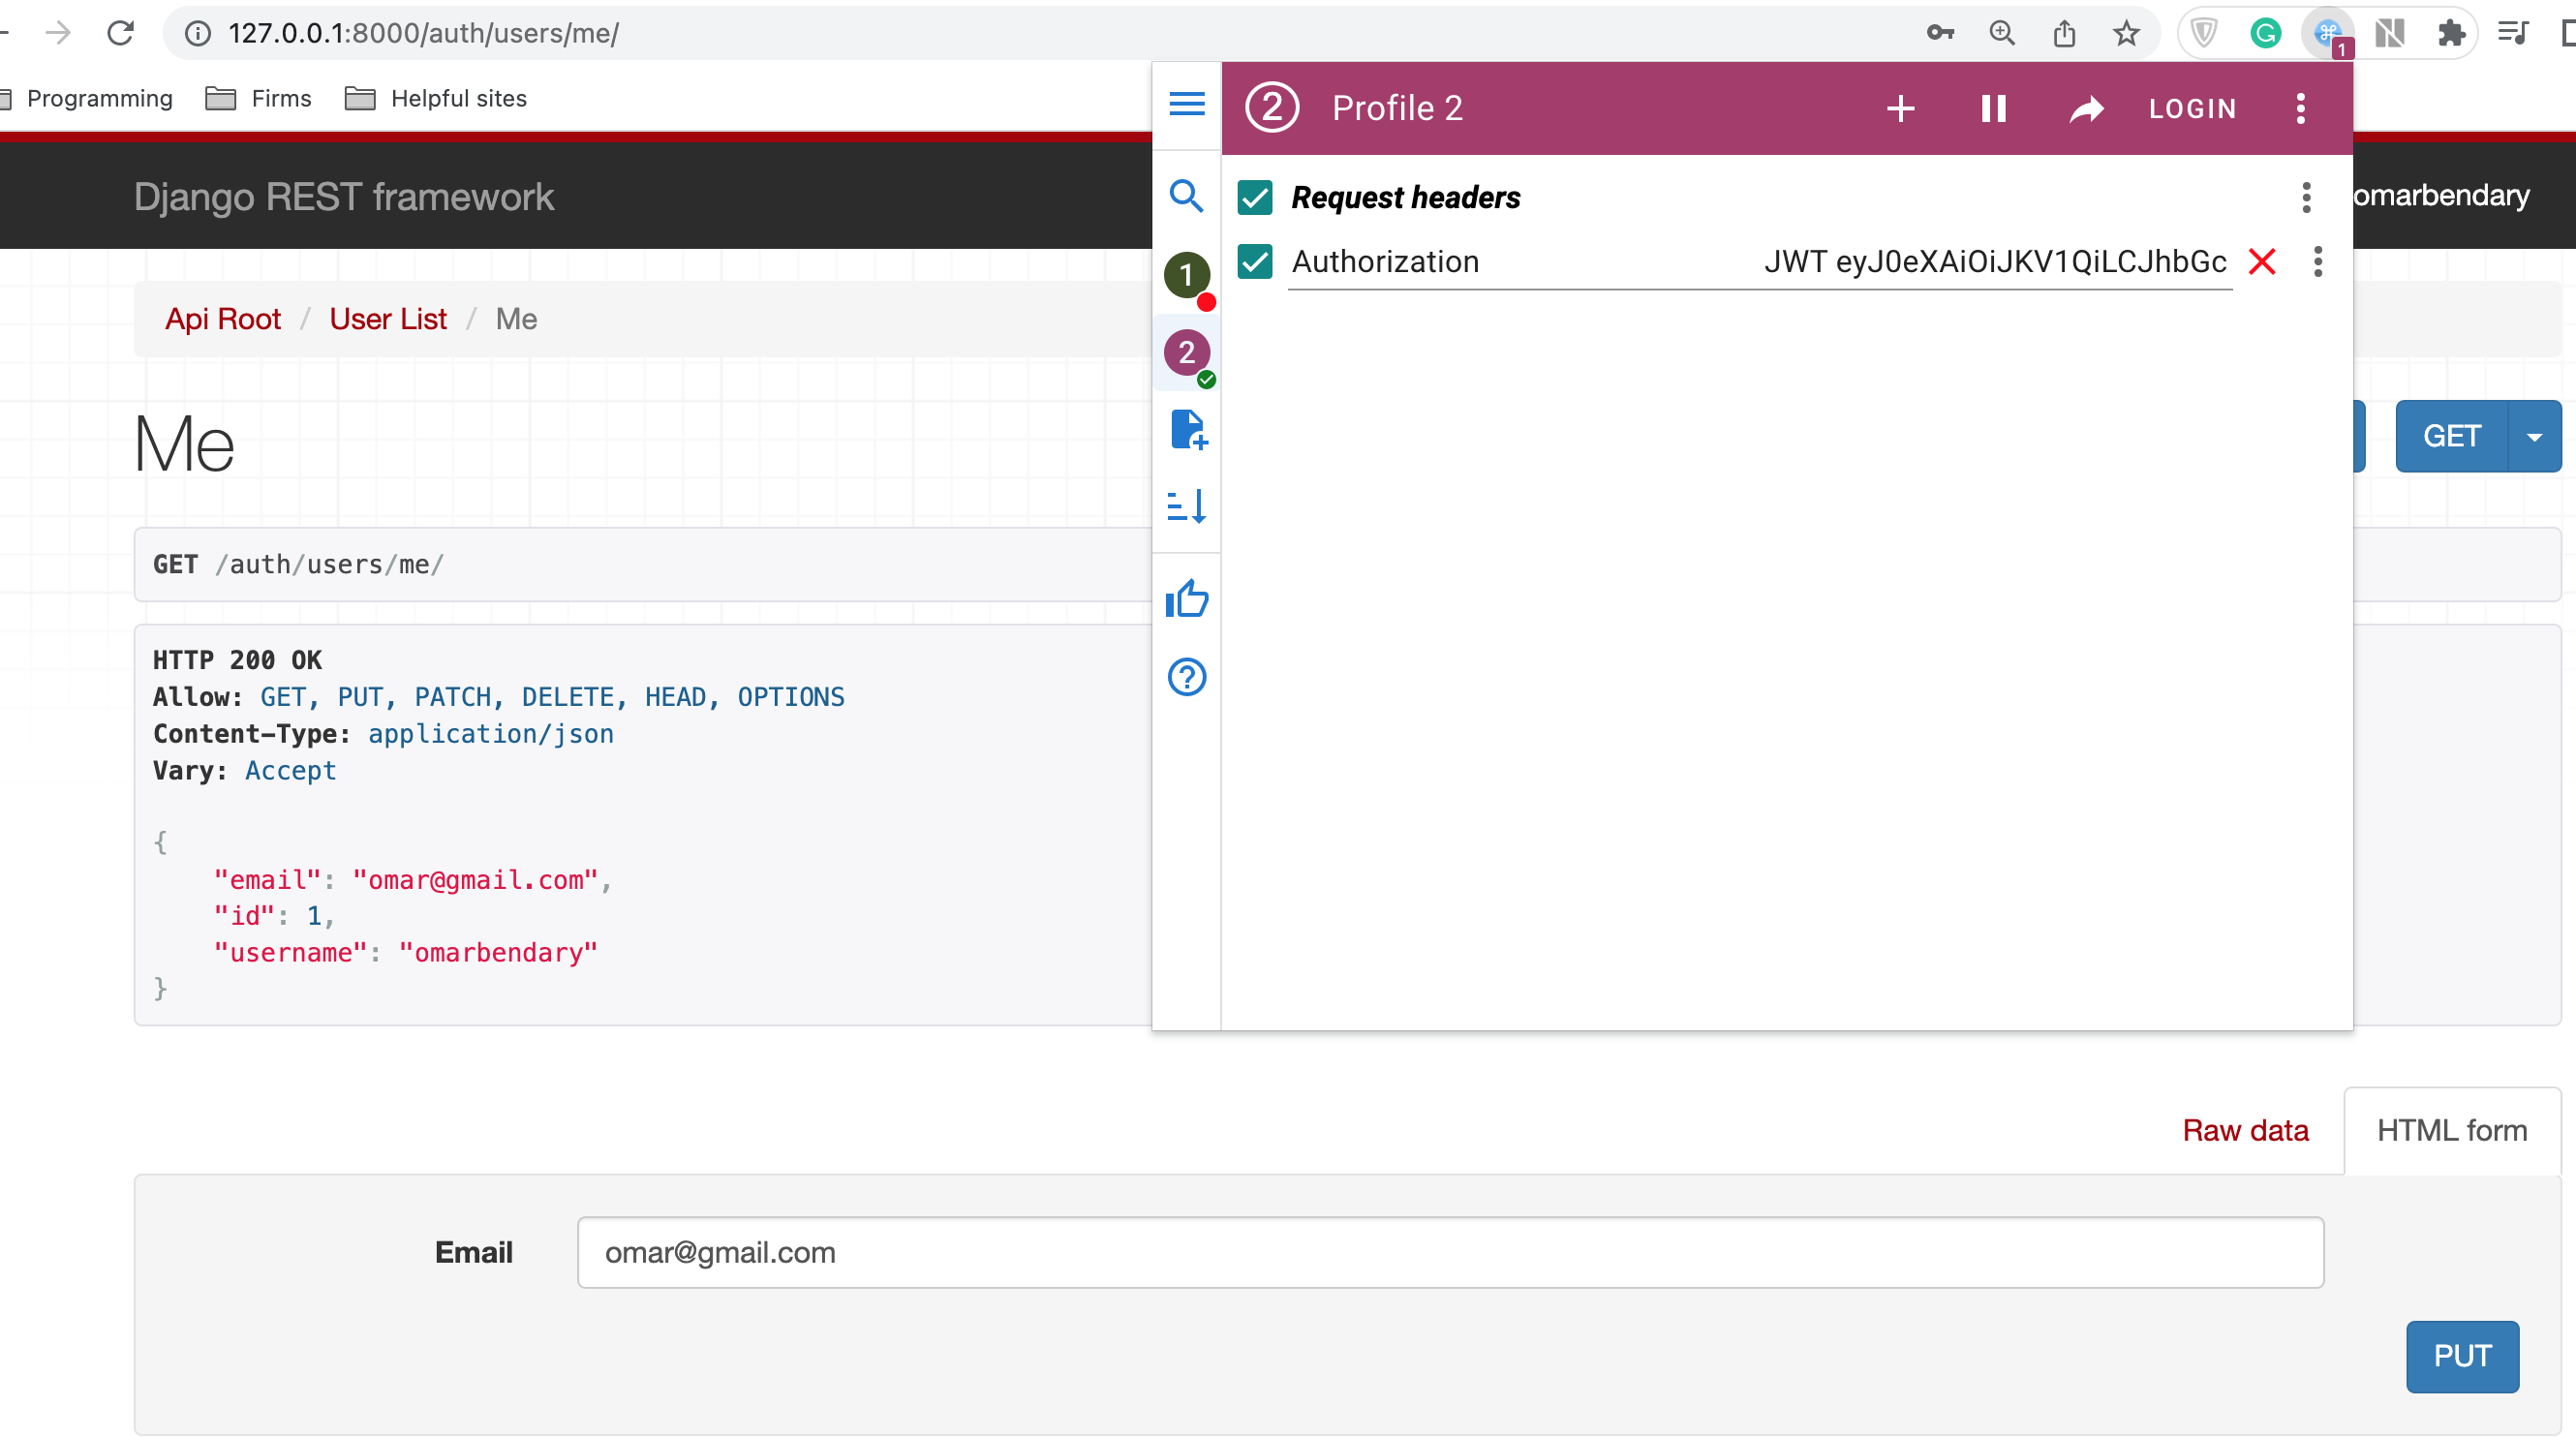 127.0.0.1:8000/auth/users/me/
1
Programming
Firms
Helpful sites
2 Profile 2
LOGIN
Django REST framework
omarbendary
Request headers
Authorization JWT eyJ0eXAiOiJKV1QiLCJhbGc
1
2
Api Root / User List / Me
Me
GET
GET /auth/users/me/
HTTP 200 OK
Allow: GET, PUT, PATCH, DELETE, HEAD, OPTIONS
Content-Type: application/json
Vary: Accept
{
"email": "omar@gmail.com",
"id": 1,
"username": "omarbendary"
}
Raw data
HTML form
Email
omar@gmail.com
PUT